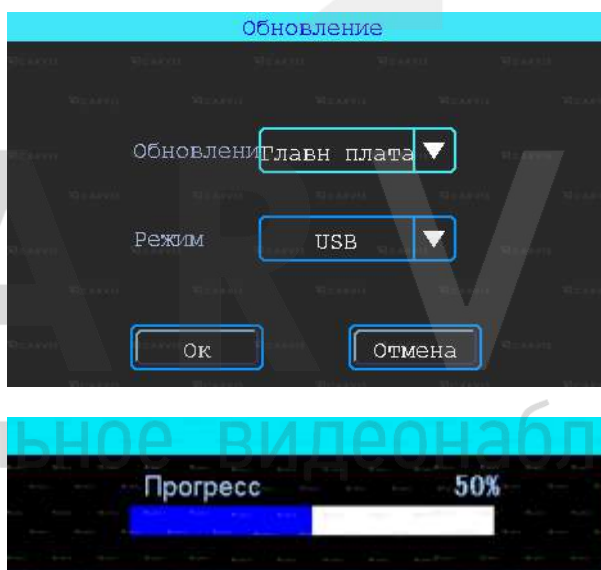 Обновление
Обновлени Главн плата
Режим USB
Ок Отмена
ьное видеонабл
Прогресс 50%